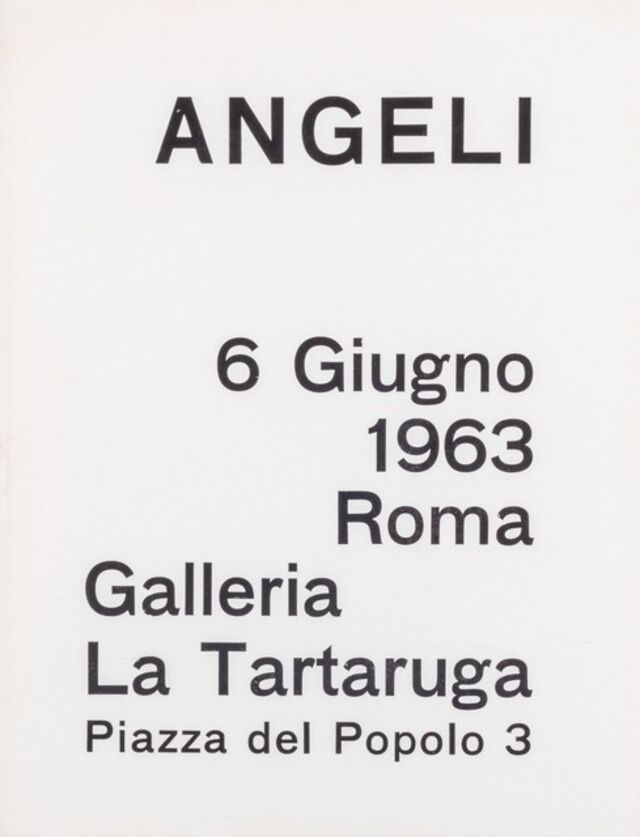 ANGELI
6 Giugno
1963
Roma
Galleria
La Tartaruga
Piazza del Popolo 3